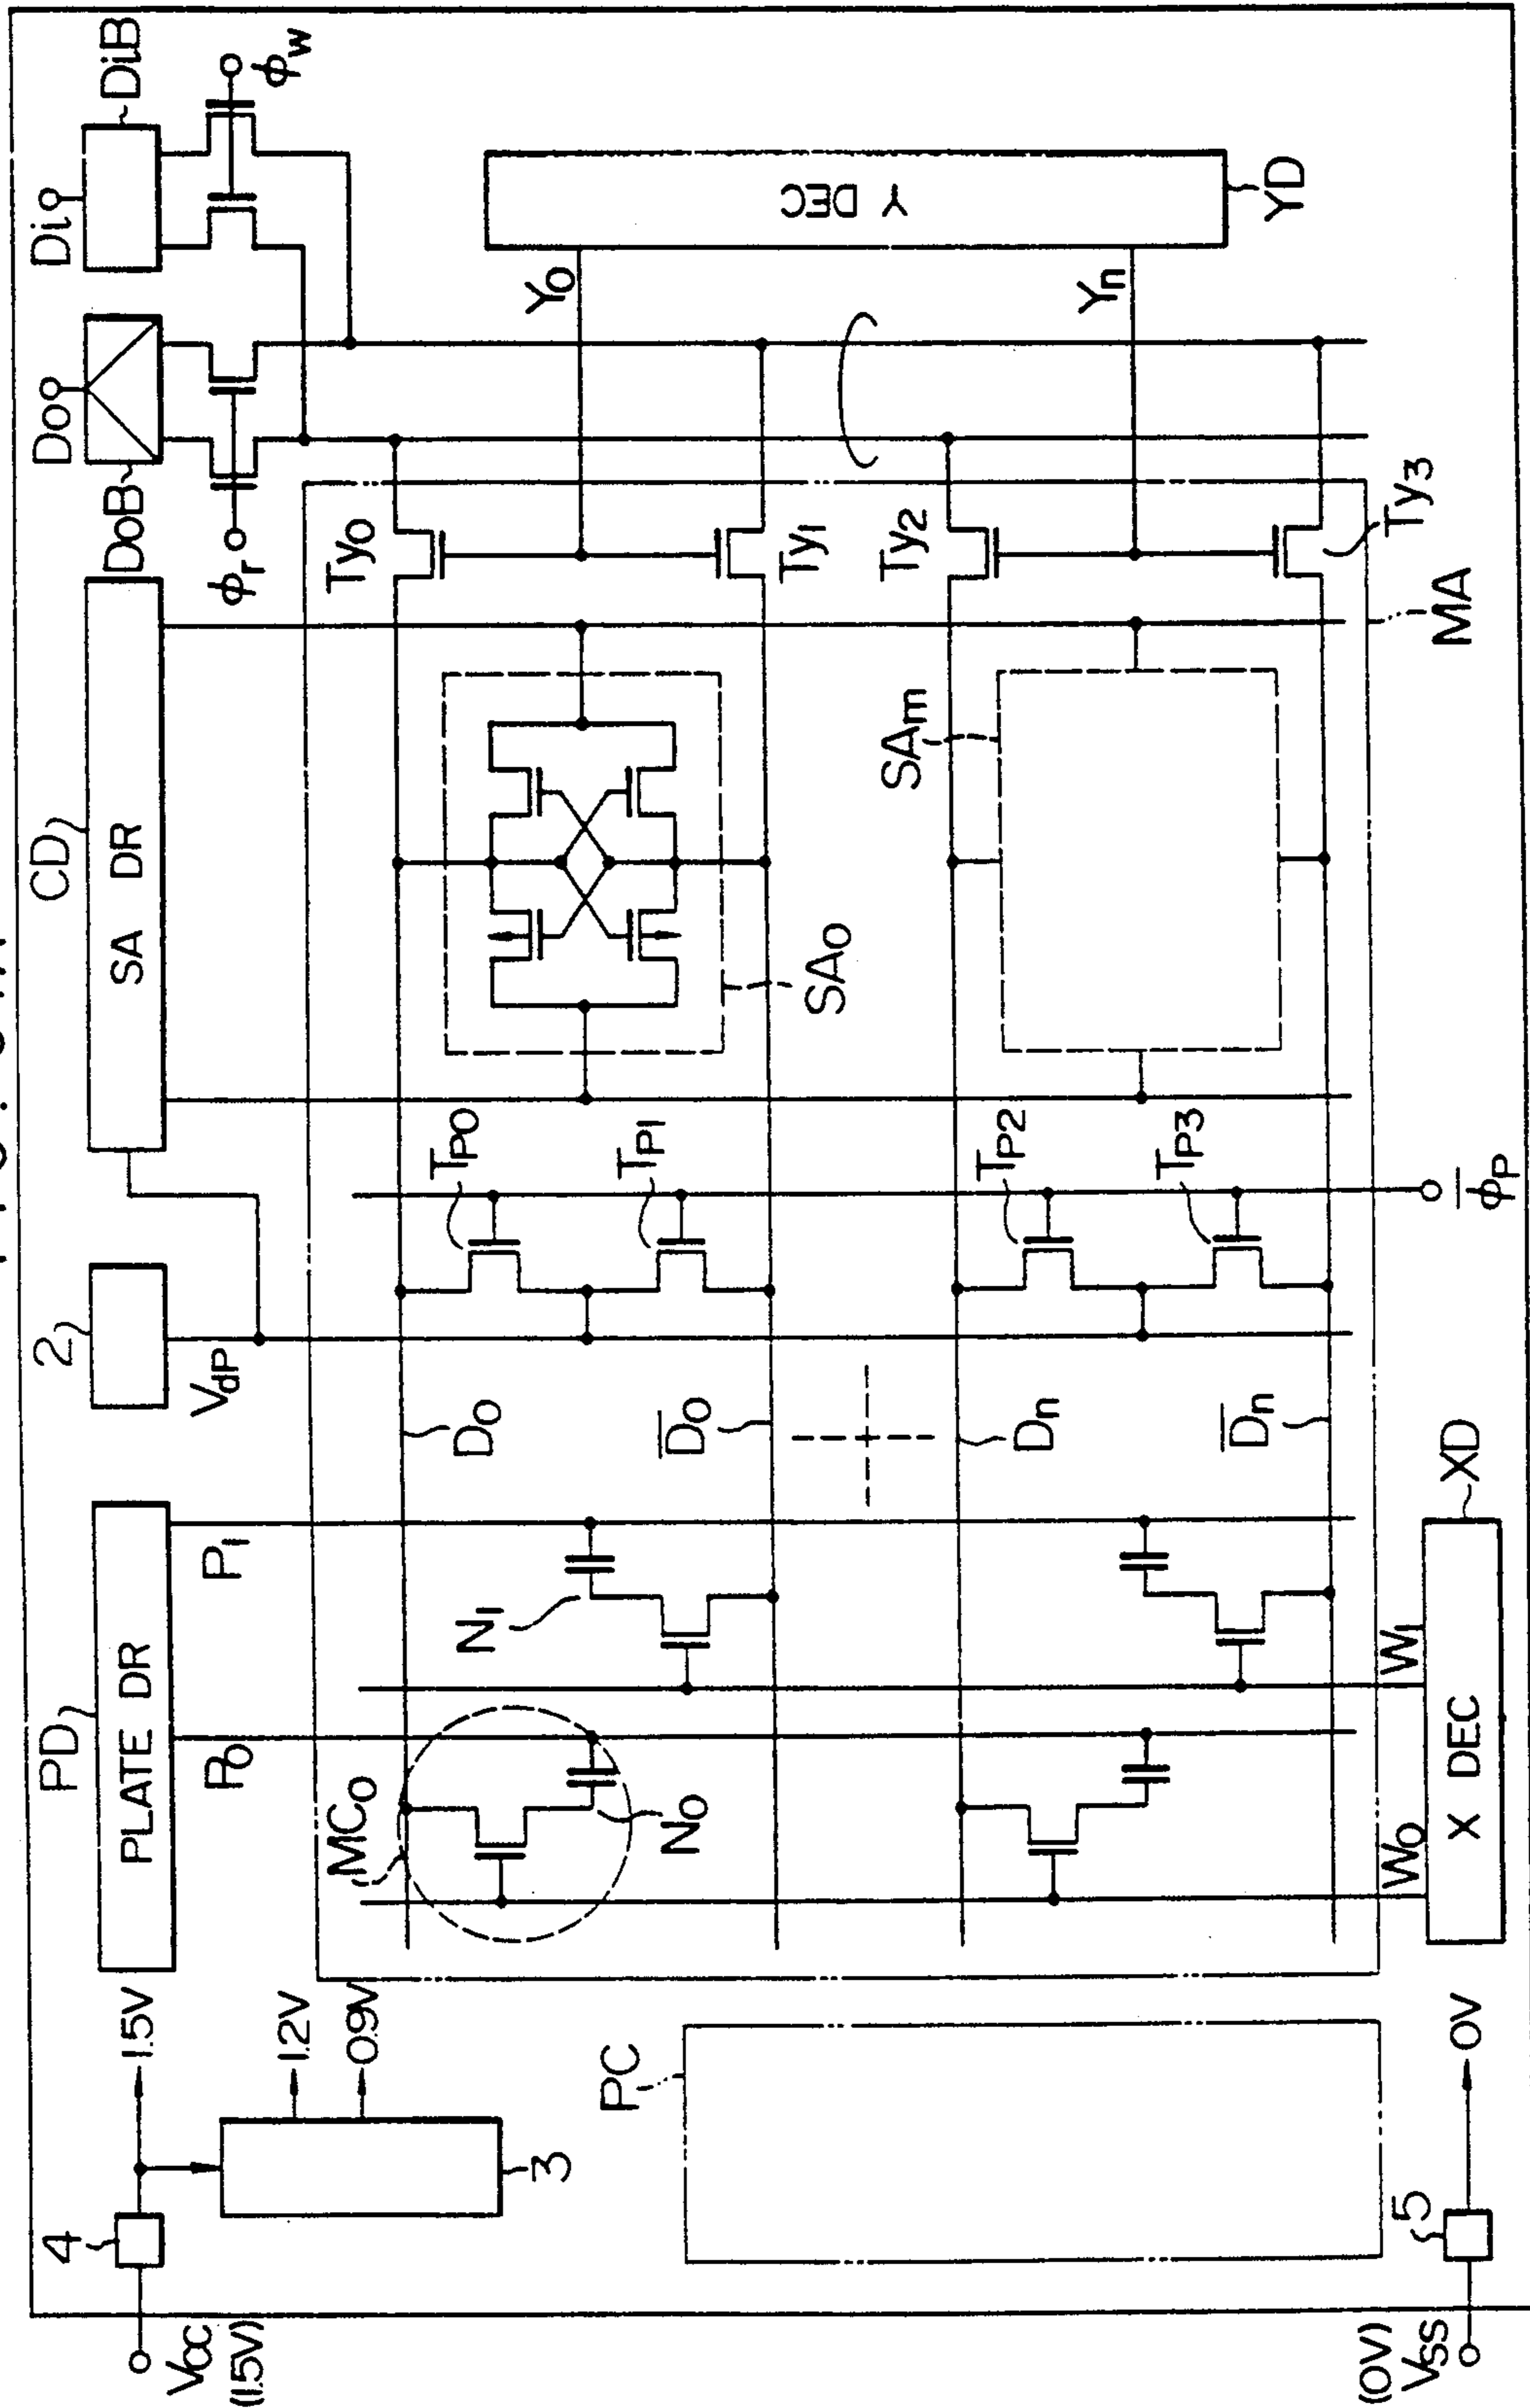 4
VCC
(1.5V)
1.5V
1.2V
0.9V
3
PC
5
(0V)
VSS
0V
PD
PLATE DR
P0
P1
MC0
N0
N1
W0
W1
X DEC
XD
2
VdP
D0
D̅0
Dn
D̅n
CD
SA DR
TP0
TP1
TP2
TP3
φ̅P
SA0
SAm
MA
Ty0
Ty1
Ty2
Ty3
φr
DoB
Do
Di
DiB
φw
Y0
Yn
Y DEC
YD